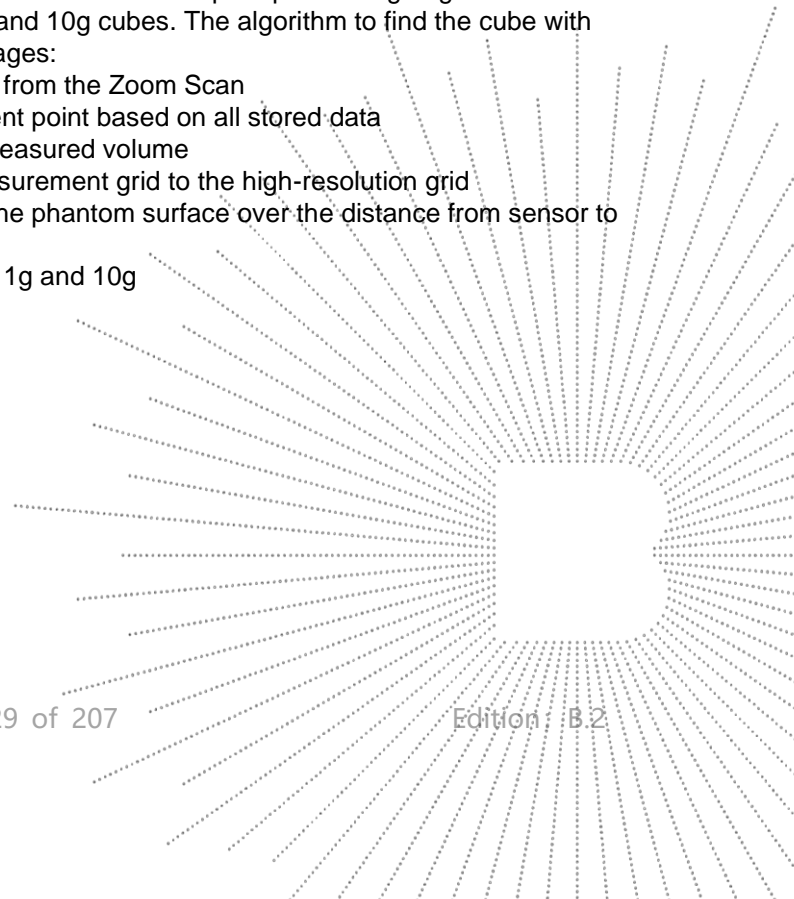 and 10g cubes. The algorithm to find the cube with
ages:
from the Zoom Scan
ent point based on all stored data
easured volume
surement grid to the high-resolution grid
ne phantom surface over the distance from sensor to
1g and 10g
29 of 207 Edition: B.2